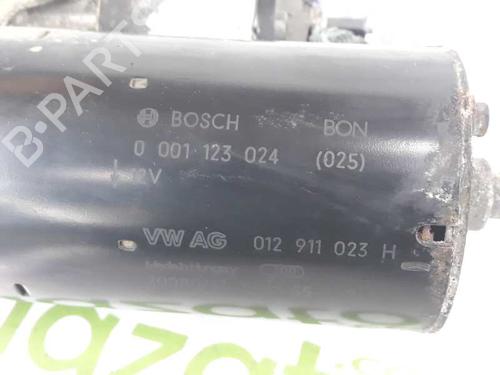 B-PARTS
BOSCH BON
0 001 123 024 (025)
12V
VW AG 012 911 023 H